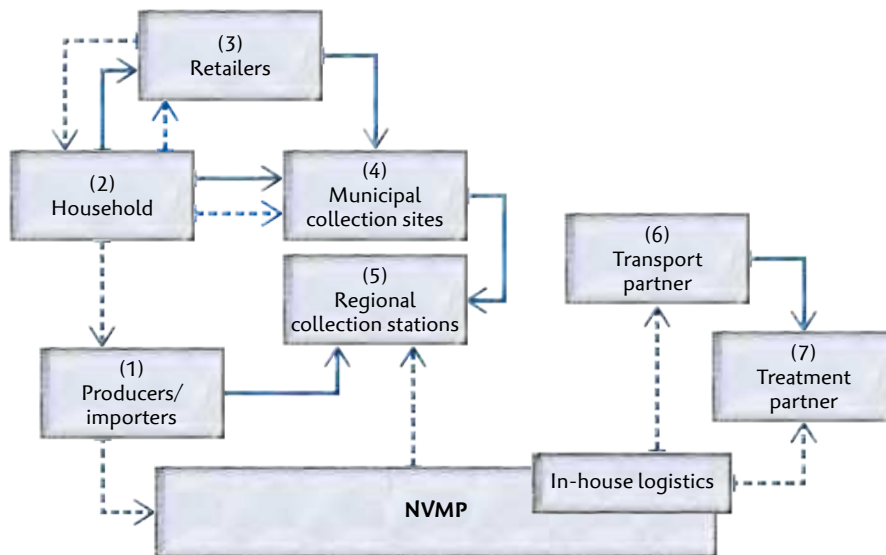 (3)
Retailers
(2)
Household
(4)
Municipal
collection sites
(5)
Regional
collection stations
(6)
Transport
partner
(1)
Producers/
importers
(7)
Treatment
partner
In-house logistics
NVMP